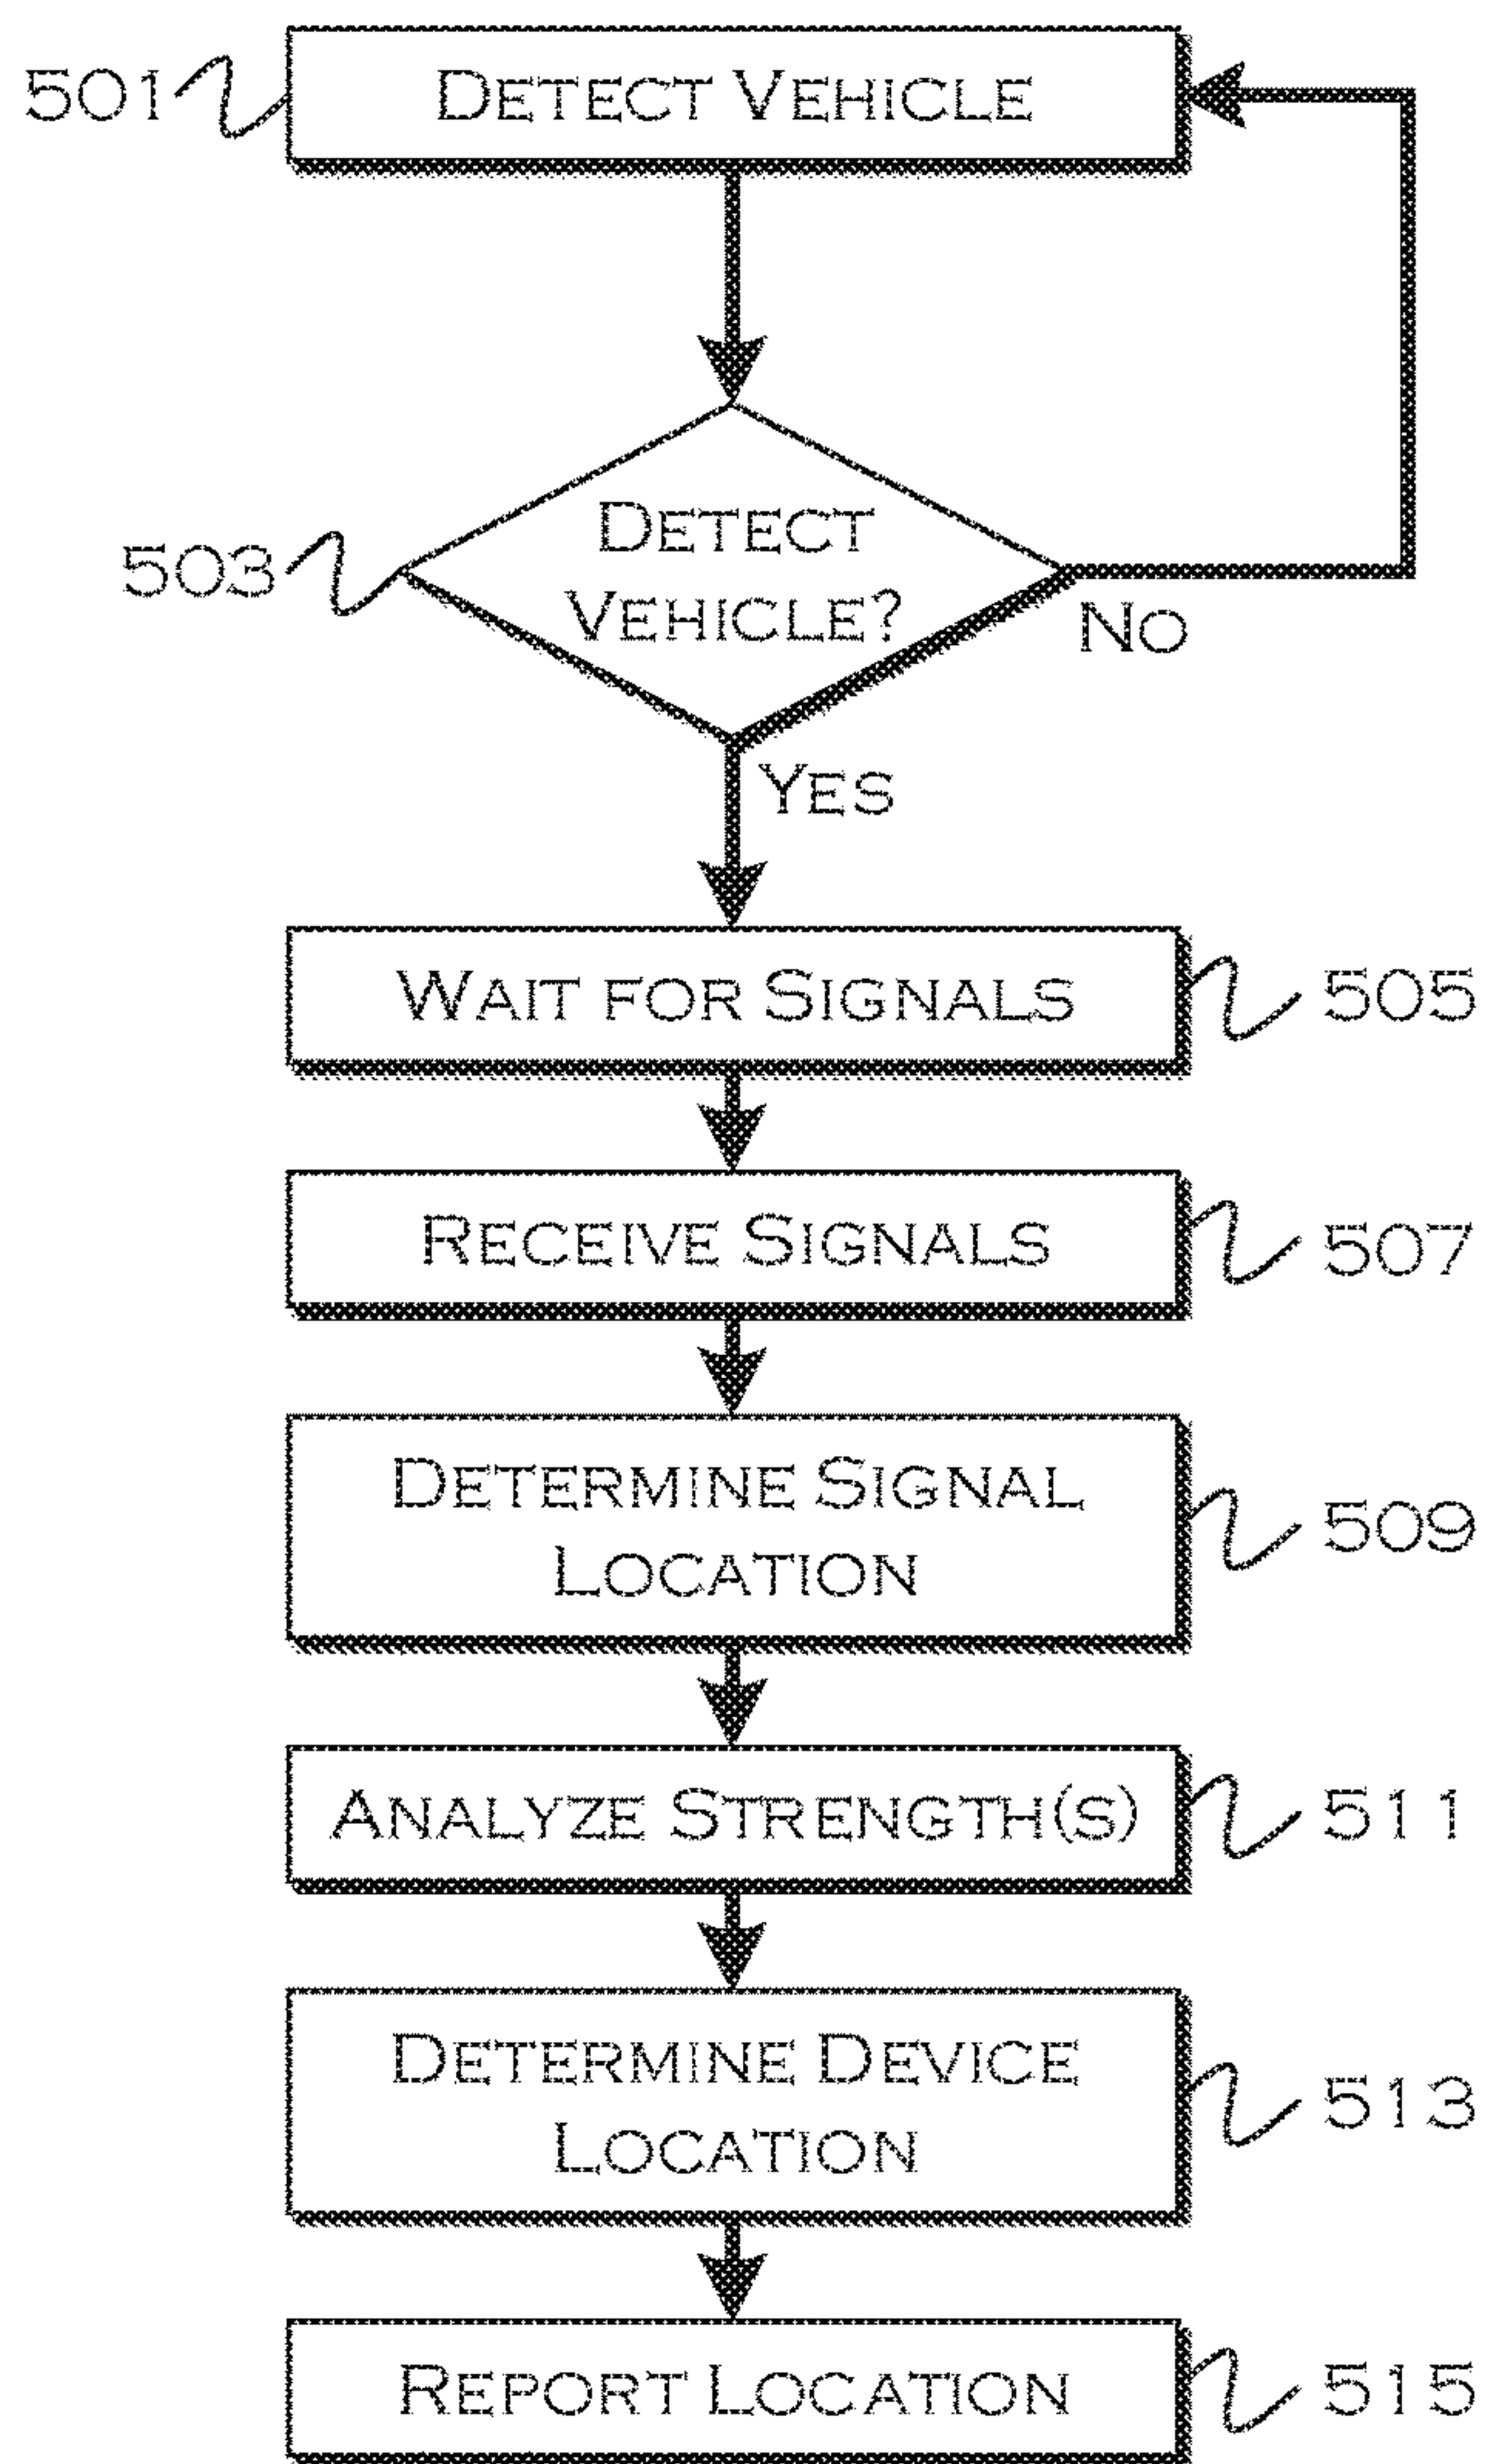 501
DETECT VEHICLE
503
DETECT
VEHICLE?
NO
YES
WAIT FOR SIGNALS
505
RECEIVE SIGNALS
507
DETERMINE SIGNAL
LOCATION
509
ANALYZE STRENGTH(S)
511
DETERMINE DEVICE
LOCATION
513
REPORT LOCATION
515